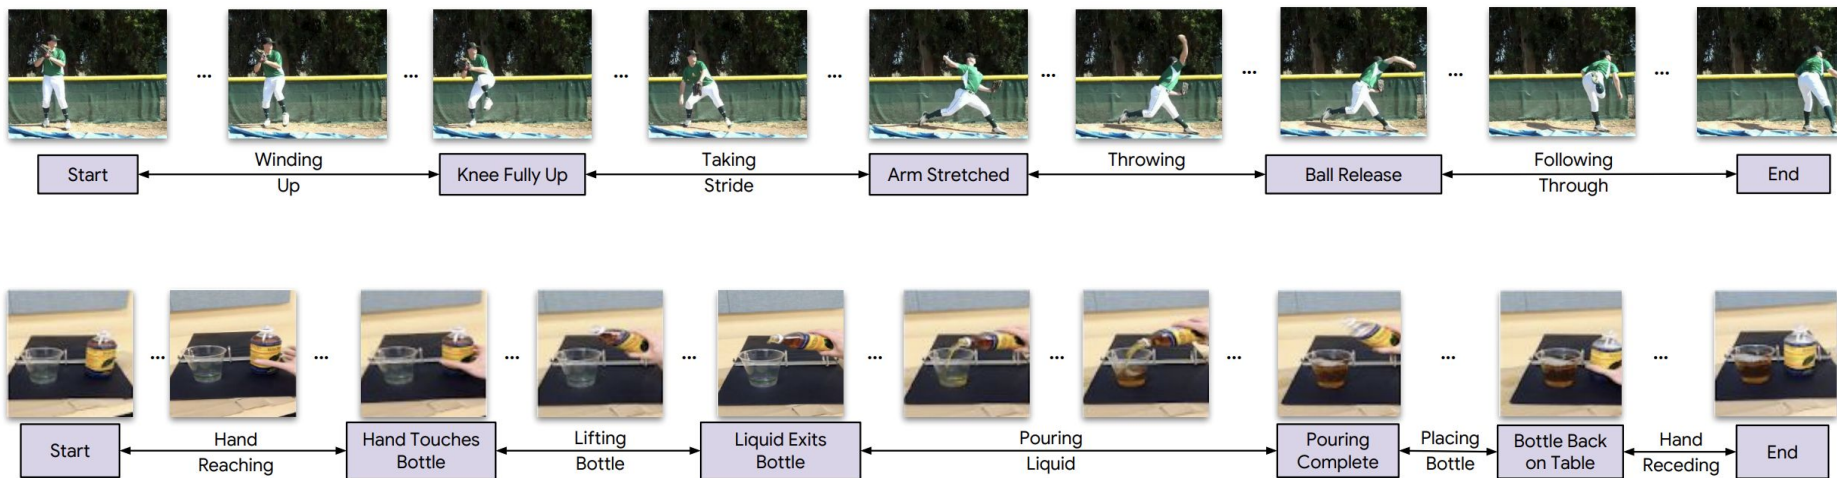 Start
Winding
Up
Knee Fully Up
Taking
Stride
Arm Stretched
Throwing
Ball Release
Following
Through
End
Start
Hand
Reaching
Hand Touches
Bottle
Lifting
Bottle
Liquid Exits
Bottle
Pouring
Liquid
Pouring
Complete
Placing
Bottle
Bottle Back
on Table
Hand
Receding
End